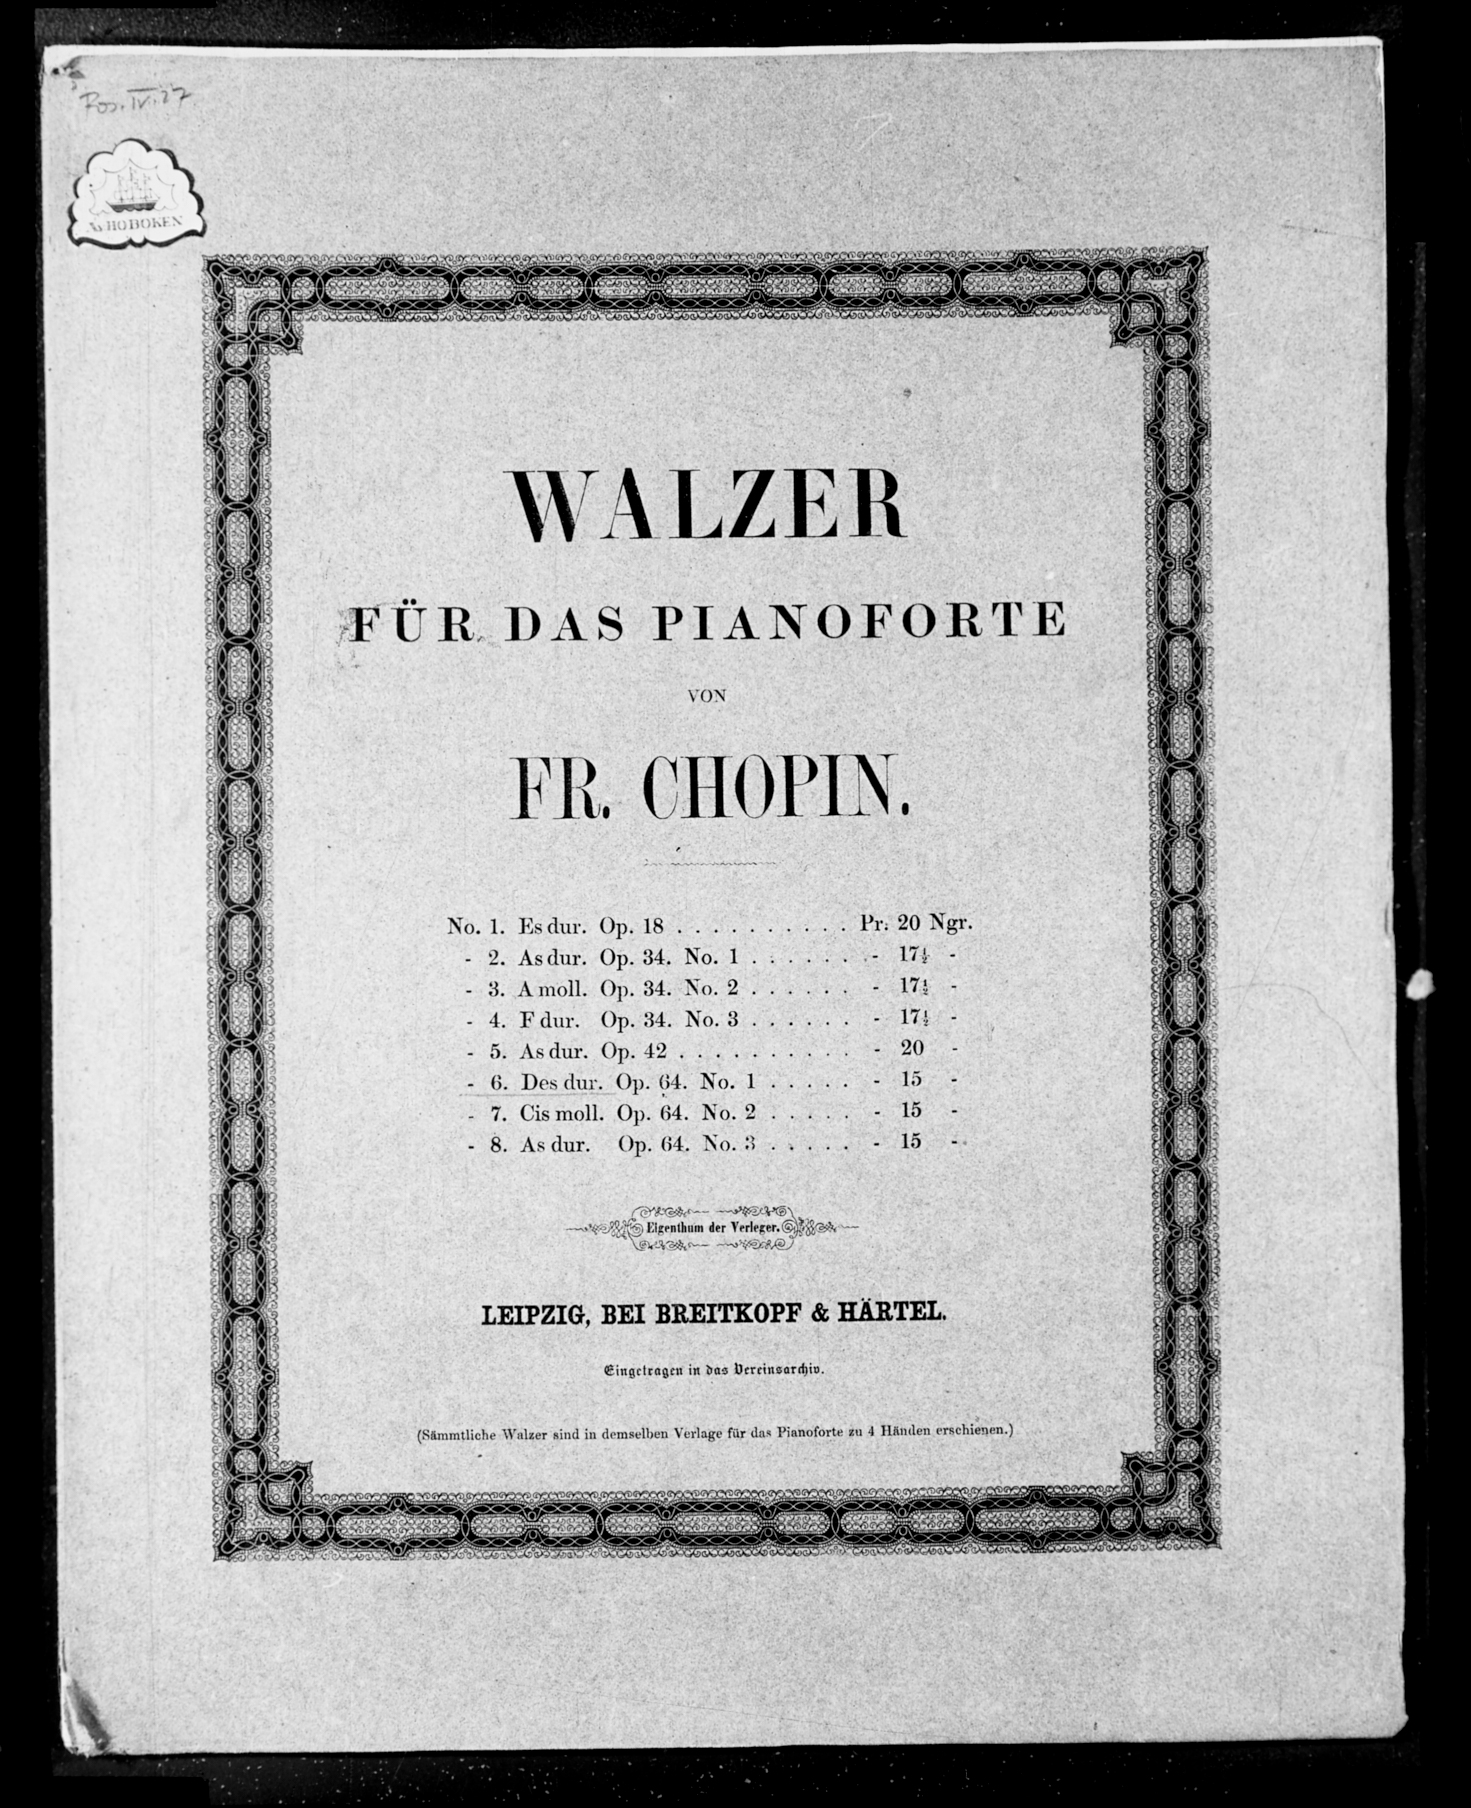 Pos. IV. 27
A. HOBOKEN
WALZER
FÜR DAS PIANOFORTE
VON
FR. CHOPIN.
No. 1. Es dur. Op. 18 . . . . . . . . . . Pr. 20 Ngr.
- 2. As dur. Op. 34. No. 1 . . . . . . - 17½ -
- 3. A moll. Op. 34. No. 2 . . . . . . - 17½ -
- 4. F dur. Op. 34. No. 3 . . . . . . - 17½ -
- 5. As dur. Op. 42 . . . . . . . . . . - 20 -
- 6. Des dur. Op. 64. No. 1 . . . . . - 15 -
- 7. Cis moll. Op. 64. No. 2 . . . . . - 15 -
- 8. As dur. Op. 64. No. 3 . . . . . - 15 -
Eigenthum der Verleger.
LEIPZIG, BEI BREITKOPF & HÄRTEL.
Eingetragen in das Vereinsarchiv.
(Sämmtliche Walzer sind in demselben Verlage für das Pianoforte zu 4 Händen erschienen.)